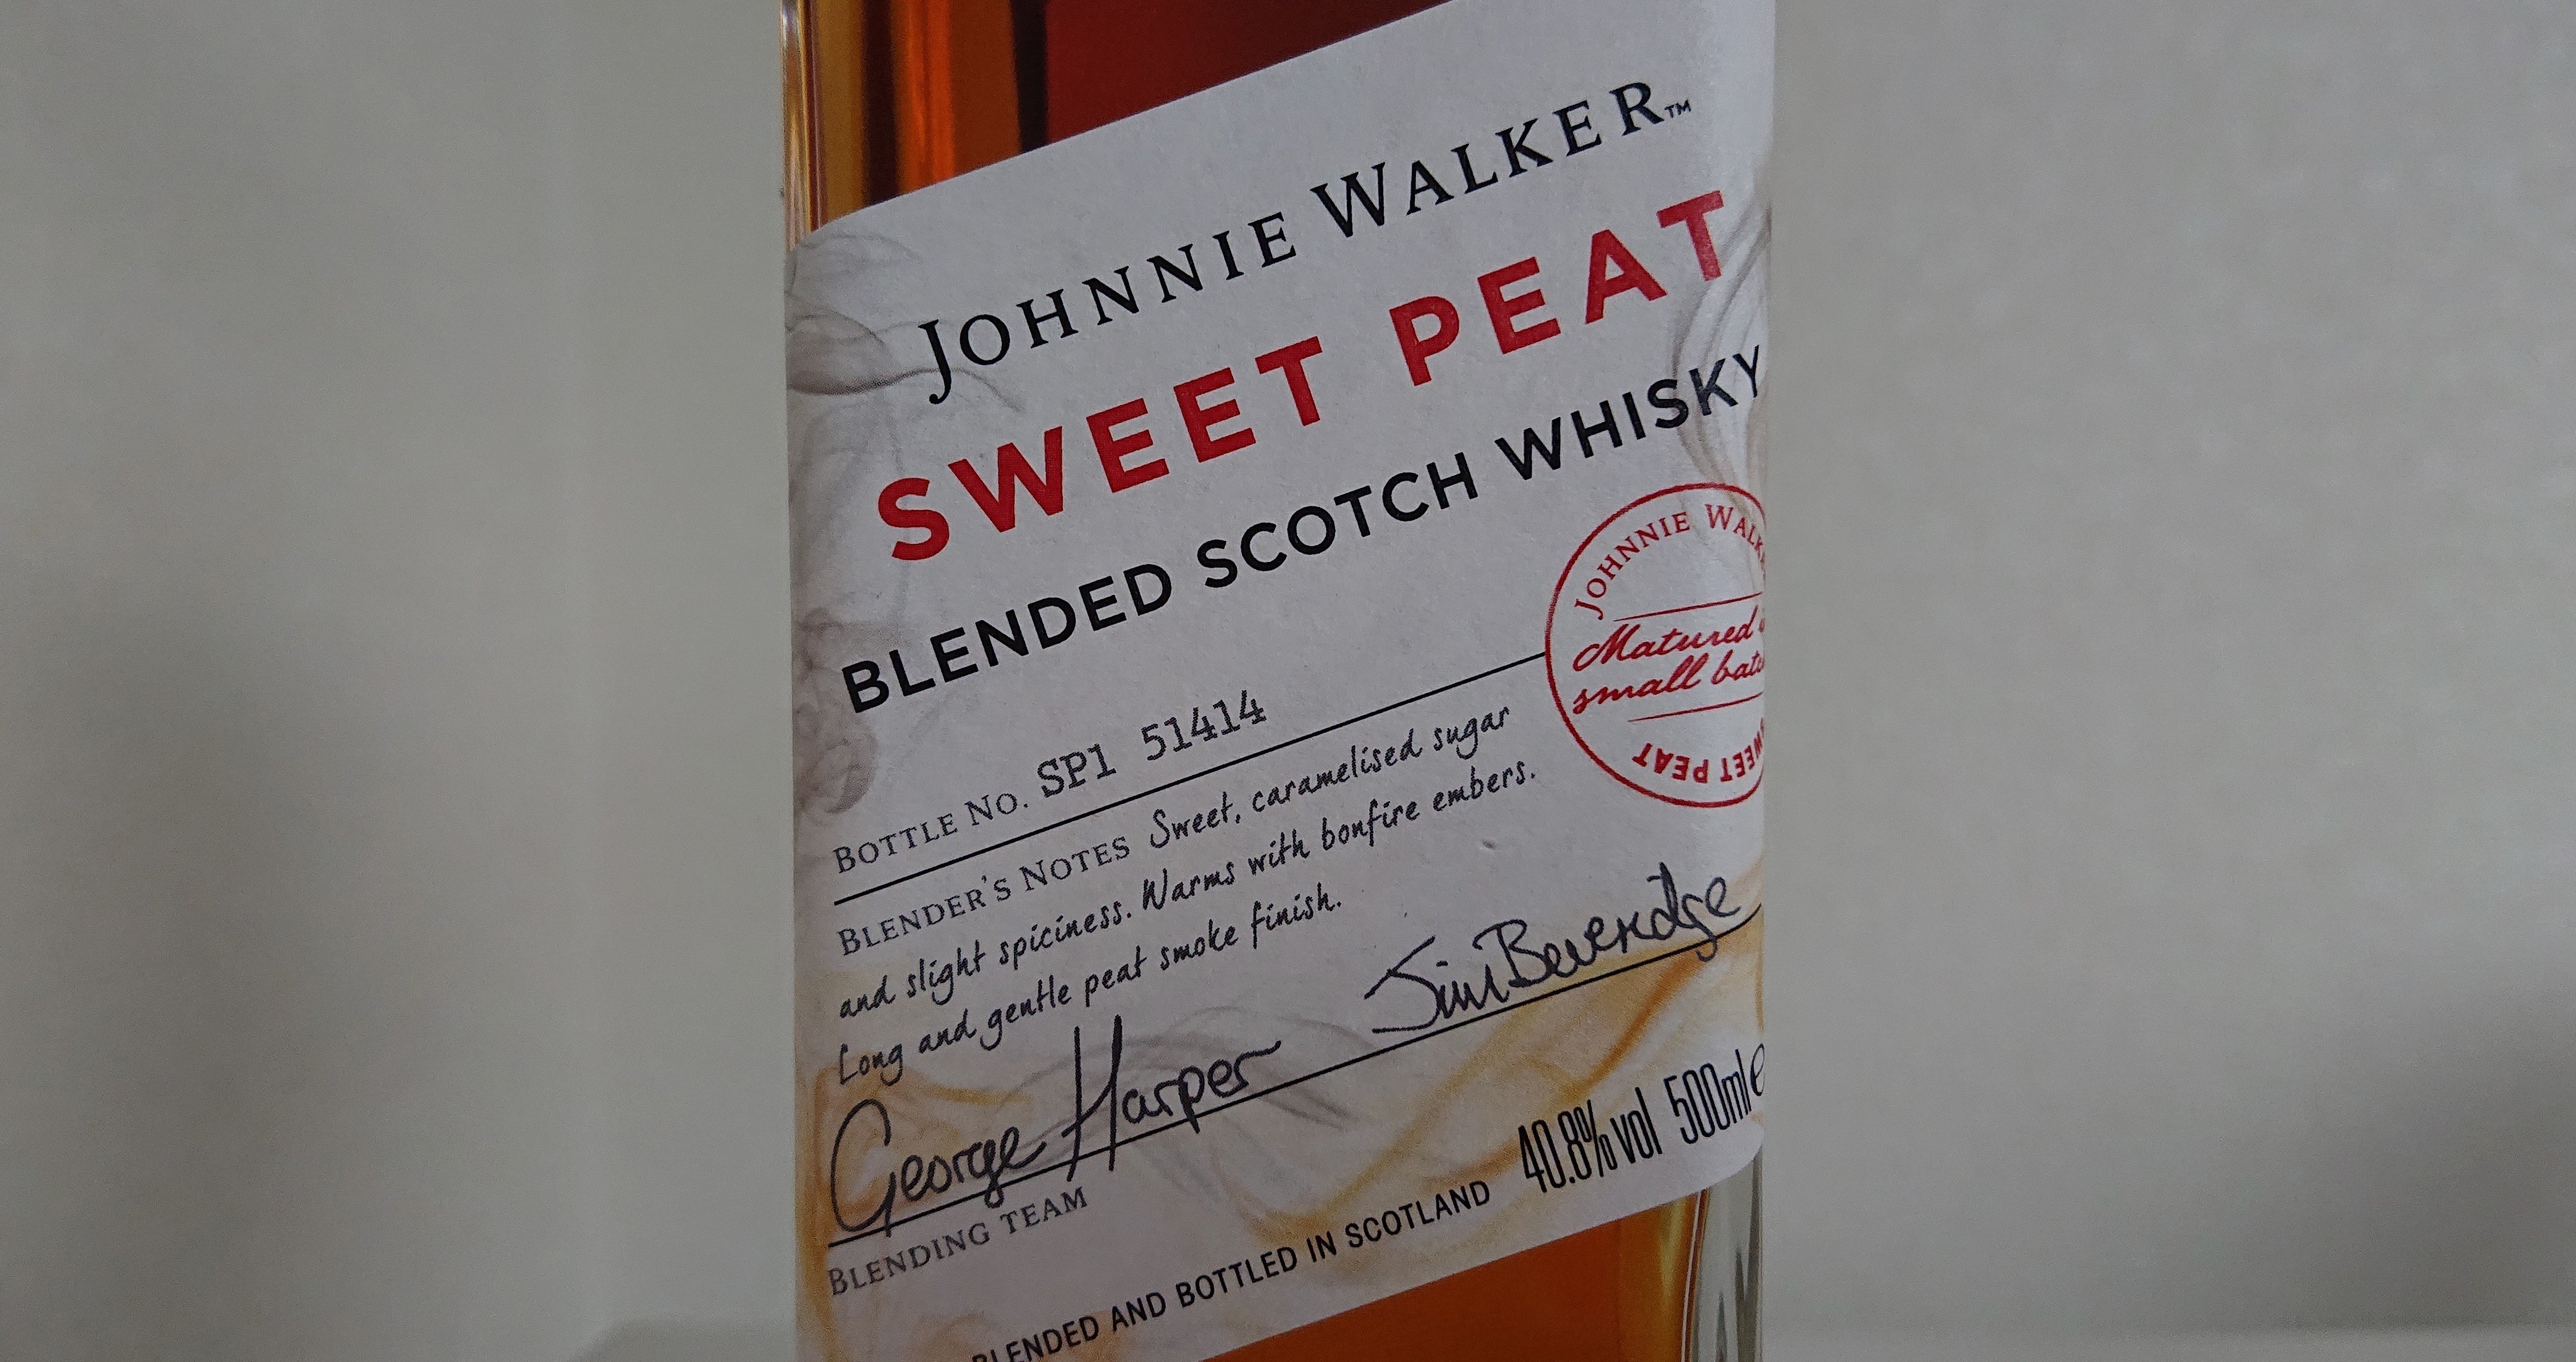 JOHNNIE WALKER™
SWEET PEAT
BLENDED SCOTCH WHISKY
JOHNNIE WALK
Matured
small batc
SWEET PEAT
BOTTLE NO. SP1 51414
BLENDER'S NOTES Sweet, caramelised sugar
and slight spiciness. Warms with bonfire embers.
Long and gentle peat smoke finish.
George Harper Jim Beveridge
BLENDING TEAM
BLENDED AND BOTTLED IN SCOTLAND 40.8% vol 500ml e